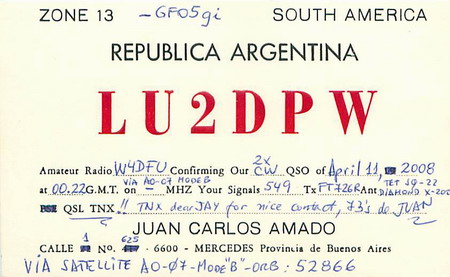 ZONE 13 -GF05gi SOUTH AMERICA
REPUBLICA ARGENTINA
LU2DPW
Amateur Radio W4DFU Confirming Our 2x CW QSO of April 11, 2008
at 00.22 G.M.T. on VIA AO-07 MODE B MHZ Your Signals 549 Tx FT726R Ant TET JQ-22 DIAMOND X-200
QSL TNX!! TNX dear JAY for nice contact, 73's de JUAN
JUAN CARLOS AMADO
CALLE 1 No. 625 - 6600 - MERCEDES Provincia de Buenos Aires
VIA SATELLITE AO-07-MODE "B" - ORB: 52866